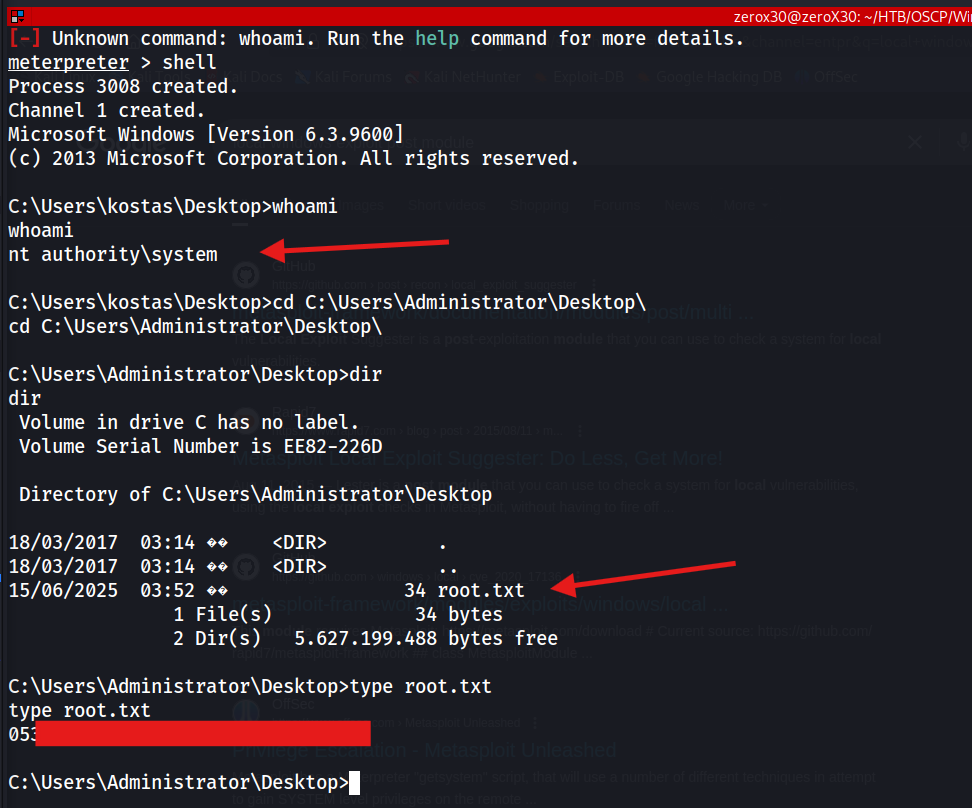 zerox30@zeroX30: ~/HTB/OSCP/Wi
[-] Unknown command: whoami. Run the help command for more details.
meterpreter > shell
Process 3008 created.
Channel 1 created.
Microsoft Windows [Version 6.3.9600]
(c) 2013 Microsoft Corporation. All rights reserved.
C:\Users\kostas\Desktop>whoami
whoami
nt authority\system
C:\Users\kostas\Desktop>cd C:\Users\Administrator\Desktop\
cd C:\Users\Administrator\Desktop\
C:\Users\Administrator\Desktop>dir
dir
 Volume in drive C has no label.
 Volume Serial Number is EE82-226D
 Directory of C:\Users\Administrator\Desktop
18/03/2017  03:14 ��    <DIR>          .
18/03/2017  03:14 ��    <DIR>          ..
15/06/2025  03:52 ��                34 root.txt
               1 File(s)             34 bytes
               2 Dir(s)   5.627.199.488 bytes free
C:\Users\Administrator\Desktop>type root.txt
type root.txt
053
C:\Users\Administrator\Desktop>